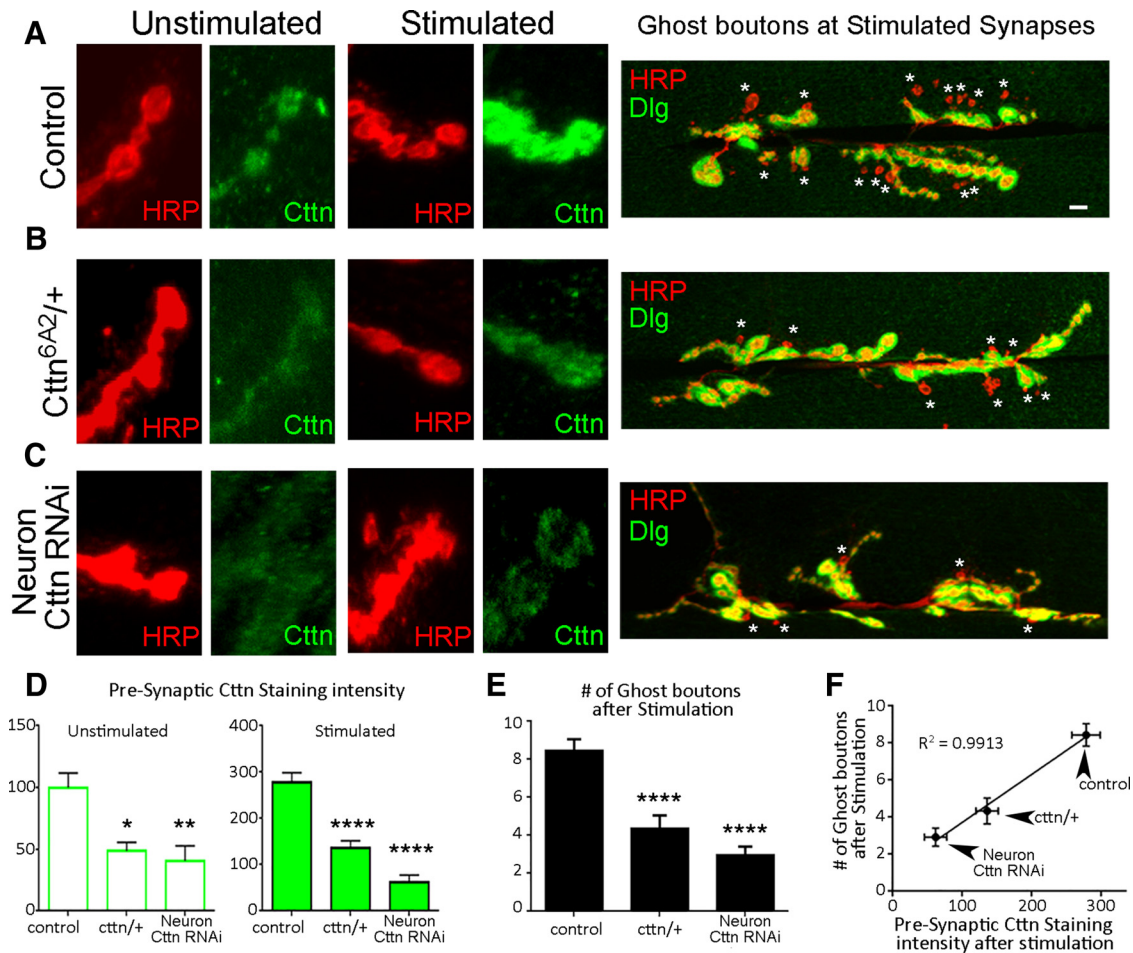 A
Unstimulated
Stimulated
Ghost boutons at Stimulated Synapses
Control
HRP
Cttn
HRP
Cttn
HRP
Dlg
* * * * * * *
* * * * * * *
B
Cttn6A2/+
HRP
Cttn
HRP
Cttn
HRP
Dlg
* * * *
* * * *
C
Neuron
Cttn RNAi
HRP
Cttn
HRP
Cttn
HRP
Dlg
* *
* * *
D
Pre-Synaptic Cttn Staining intensity
Unstimulated
150
100
50
0
*
**
control
cttn/+
Neuron
Cttn RNAi
Stimulated
400
300
200
100
0
****
****
control
cttn/+
Neuron
Cttn RNAi
E
# of Ghost boutons
after Stimulation
10
8
6
4
2
0
****
****
control
cttn/+
Neuron
Cttn RNAi
F
# of Ghost boutons
after Stimulation
10
8
6
4
2
0
R2 = 0.9913
control
cttn/+
Neuron
Cttn RNAi
0
100
200
300
Pre-Synaptic Cttn Staining
intensity after stimulation